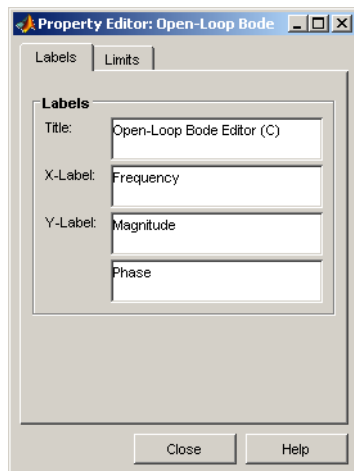 Property Editor: Open-Loop Bode
Labels Limits
Labels
Title: Open-Loop Bode Editor (C)
X-Label: Frequency
Y-Label: Magnitude
Phase
Close Help